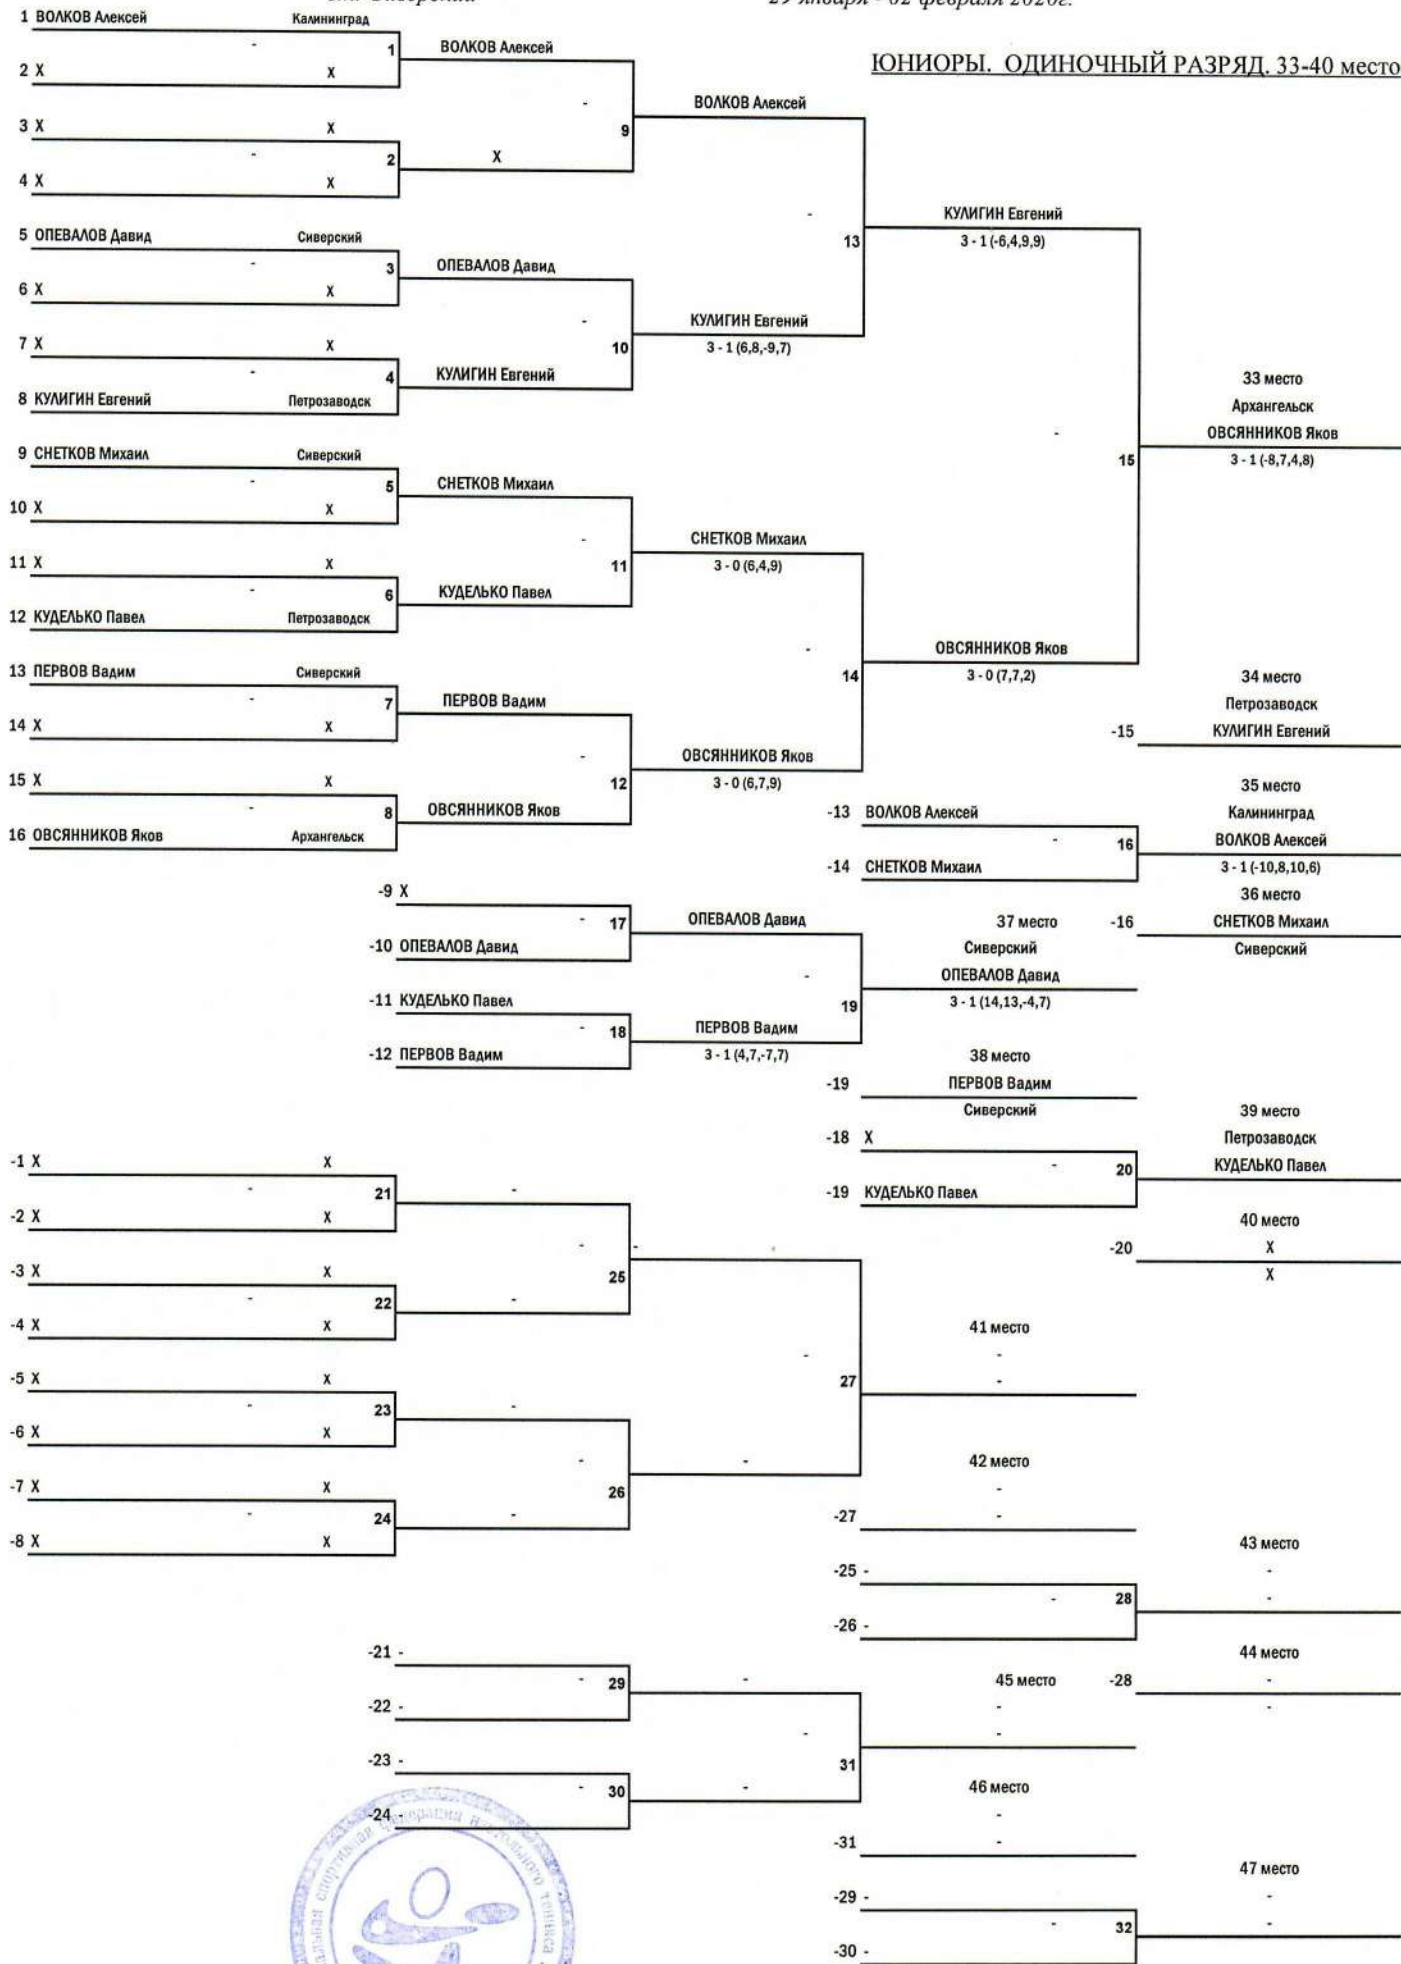 29 января - 02 февраля 2020г.
ЮНИОРЫ. ОДИНОЧНЫЙ РАЗРЯД. 33-40 место
1 ВОЛКОВ Алексей Калининград
- 1 ВОЛКОВ Алексей
2 X X
- ВОЛКОВ Алексей
3 X X 9
- 2 X
4 X X
- КУЛИГИН Евгений
5 ОПЕВАЛОВ Давид Сиверский 13 3 - 1 (-6,4,9,9)
- 3 ОПЕВАЛОВ Давид
6 X X
- КУЛИГИН Евгений
7 X X 10 3 - 1 (6,8,-9,7)
- 4 КУЛИГИН Евгений
8 КУЛИГИН Евгений Петрозаводск
33 место
Архангельск
- ОВСЯННИКОВ Яков
9 СНЕТКОВ Михаил Сиверский 15 3 - 1 (-8,7,4,8)
- 5 СНЕТКОВ Михаил
10 X X
- СНЕТКОВ Михаил
11 X X 11 3 - 0 (6,4,9)
- 6 КУДЕЛЬКО Павел
12 КУДЕЛЬКО Павел Петрозаводск
- ОВСЯННИКОВ Яков
13 ПЕРВОВ Вадим Сиверский 14 3 - 0 (7,7,2) 34 место
- 7 ПЕРВОВ Вадим Петрозаводск
14 X X -15 КУЛИГИН Евгений
- ОВСЯННИКОВ Яков
15 X X 12 3 - 0 (6,7,9) 35 место
- 8 ОВСЯННИКОВ Яков -13 ВОЛКОВ Алексей Калининград
16 ОВСЯННИКОВ Яков Архангельск - 16 ВОЛКОВ Алексей
-14 СНЕТКОВ Михаил 3 - 1 (-10,8,10,6)
-9 X 36 место
- 17 ОПЕВАЛОВ Давид 37 место -16 СНЕТКОВ Михаил
-10 ОПЕВАЛОВ Давид Сиверский Сиверский
- ОПЕВАЛОВ Давид
-11 КУДЕЛЬКО Павел 19 3 - 1 (14,13,-4,7)
- 18 ПЕРВОВ Вадим
-12 ПЕРВОВ Вадим 3 - 1 (4,7,-7,7) 38 место
-19 ПЕРВОВ Вадим
Сиверский 39 место
-18 X Петрозаводск
-1 X X - 20 КУДЕЛЬКО Павел
- 21 - -19 КУДЕЛЬКО Павел
-2 X X 40 место
- - - -20 X
-3 X X 25 X
- 22 -
-4 X X 41 место
- -
-5 X X 27 -
- 23 -
-6 X X
- - 42 место
-7 X X 26 -
- 24 - -27 -
-8 X X 43 место
-25 - -
- 28 -
-26 -
-21 - 44 место
- 29 - 45 место -28 -
-22 - - -
- -
-23 - 31
- 30 - 46 место
-24 - -
-31 -
47 место
-29 - -
- 32 -
-30 -
спортивная федерация настольного тенниса